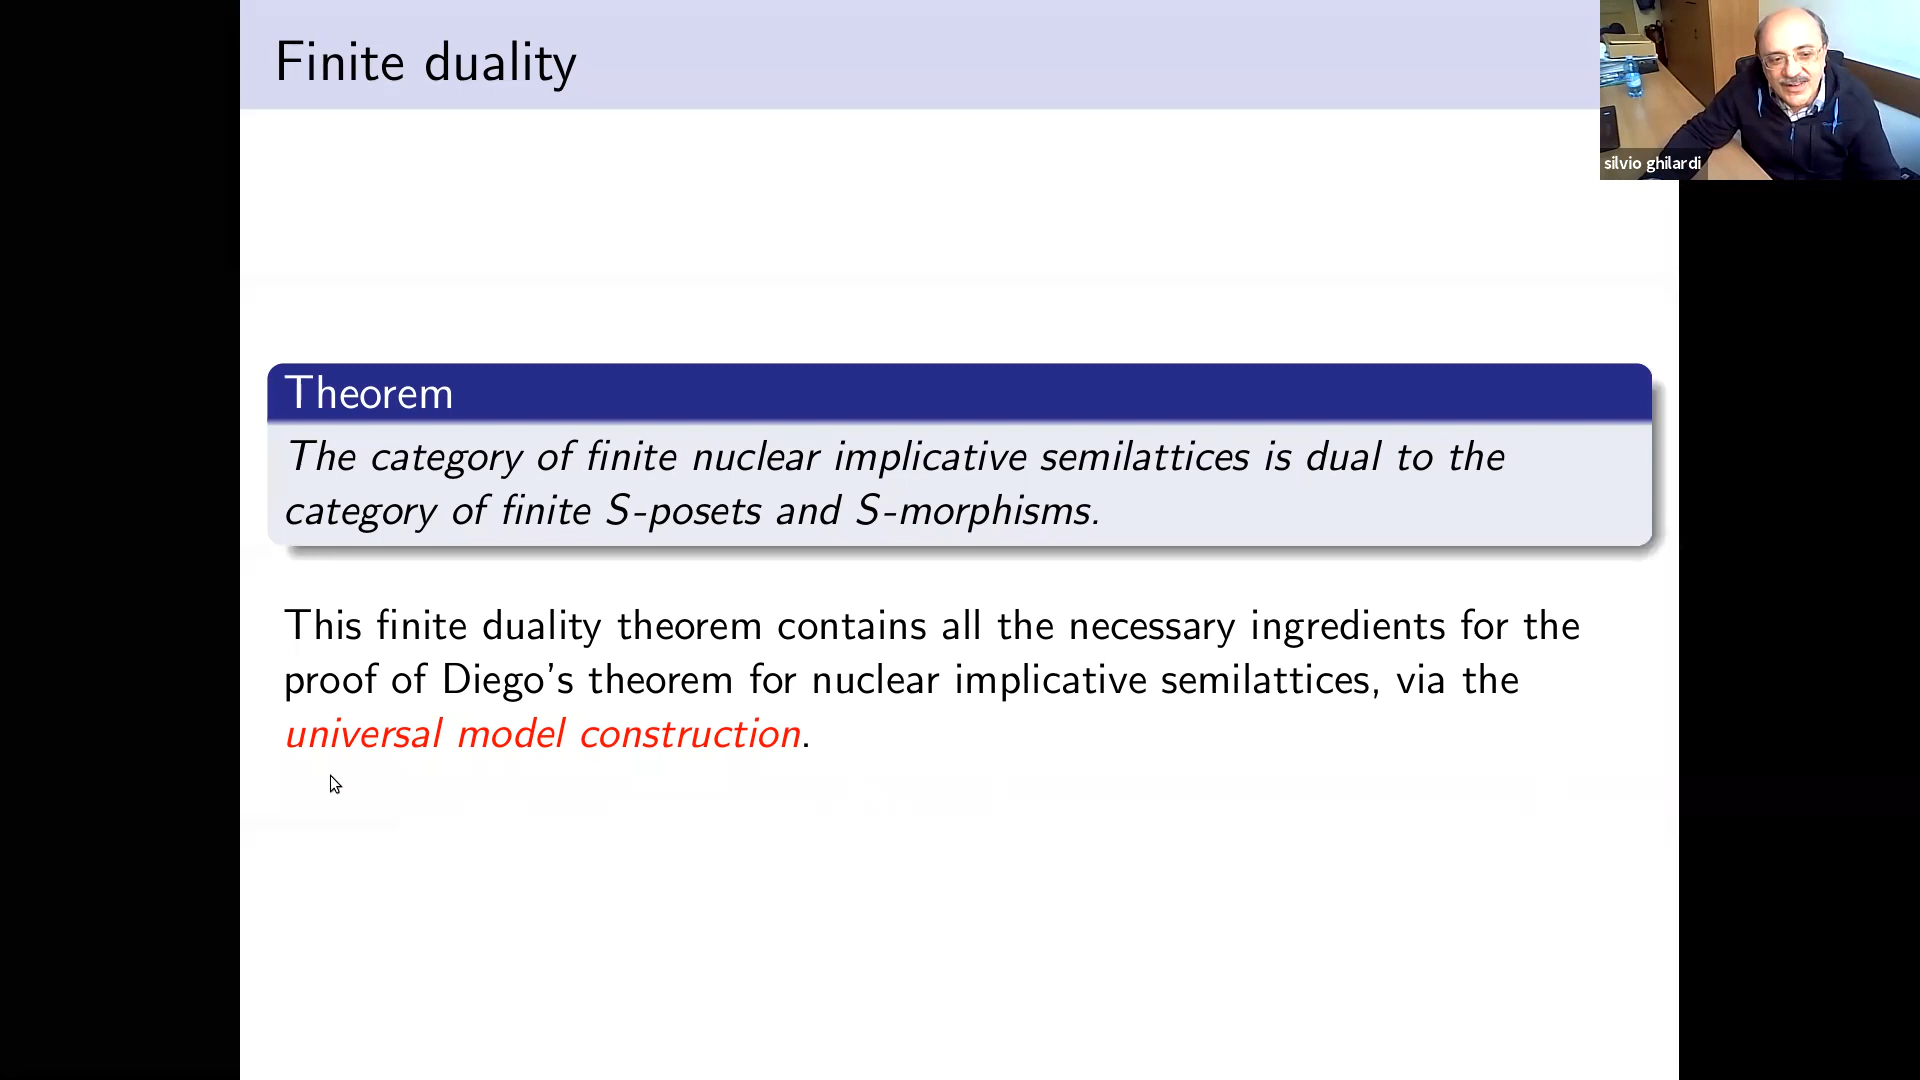 Finite duality
silvio ghilardi
Theorem
The category of finite nuclear implicative semilattices is dual to the
category of finite S-posets and S-morphisms.
This finite duality theorem contains all the necessary ingredients for the
proof of Diego's theorem for nuclear implicative semilattices, via the
universal model construction.